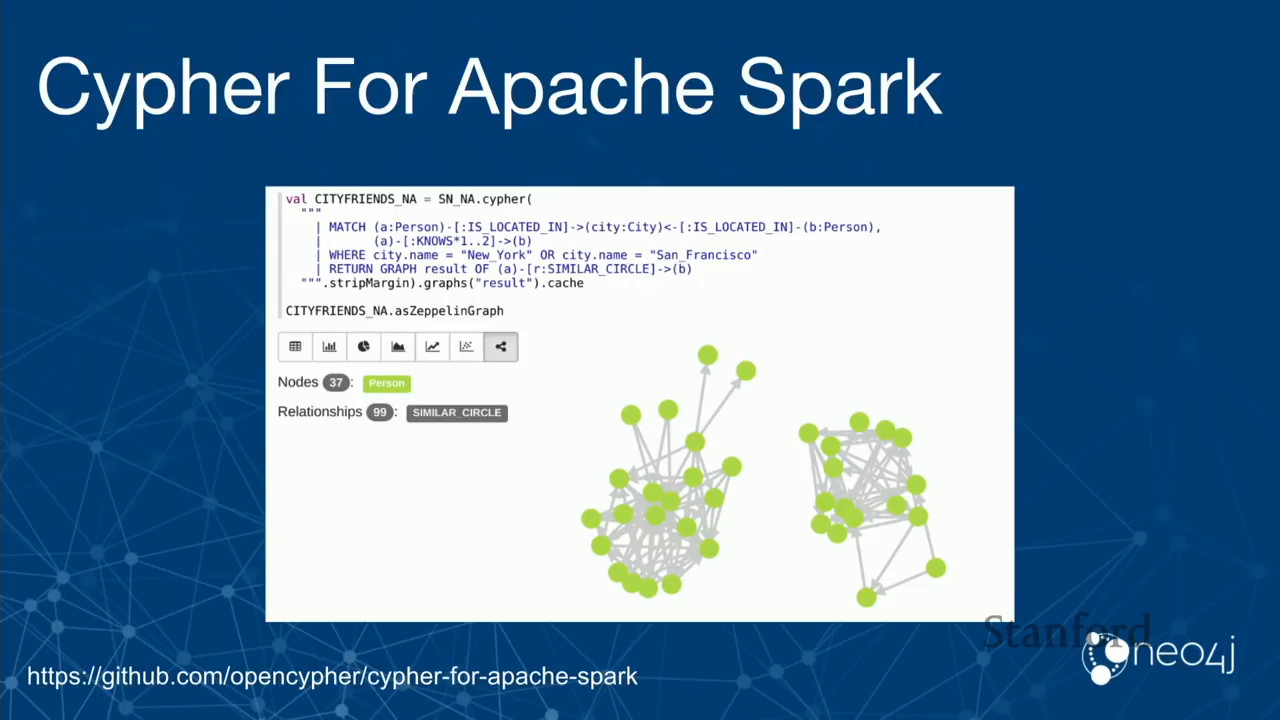 Cypher For Apache Spark
val CITYFRIENDS_NA = SN_NA.cypher(
"""
| MATCH (a:Person)-[:IS_LOCATED_IN]->(city:City)<-[:IS_LOCATED_IN]-(b:Person),
| (a)-[:KNOWS*1..2]->(b)
| WHERE city.name = "New_York" OR city.name = "San_Francisco"
| RETURN GRAPH result OF (a)-[r:SIMILAR_CIRCLE]->(b)
""".stripMargin).graphs("result").cache
CITYFRIENDS_NA.asZeppelinGraph
Nodes 37 : Person
Relationships 99 : SIMILAR_CIRCLE
Stanford
neo4j
https://github.com/opencypher/cypher-for-apache-spark